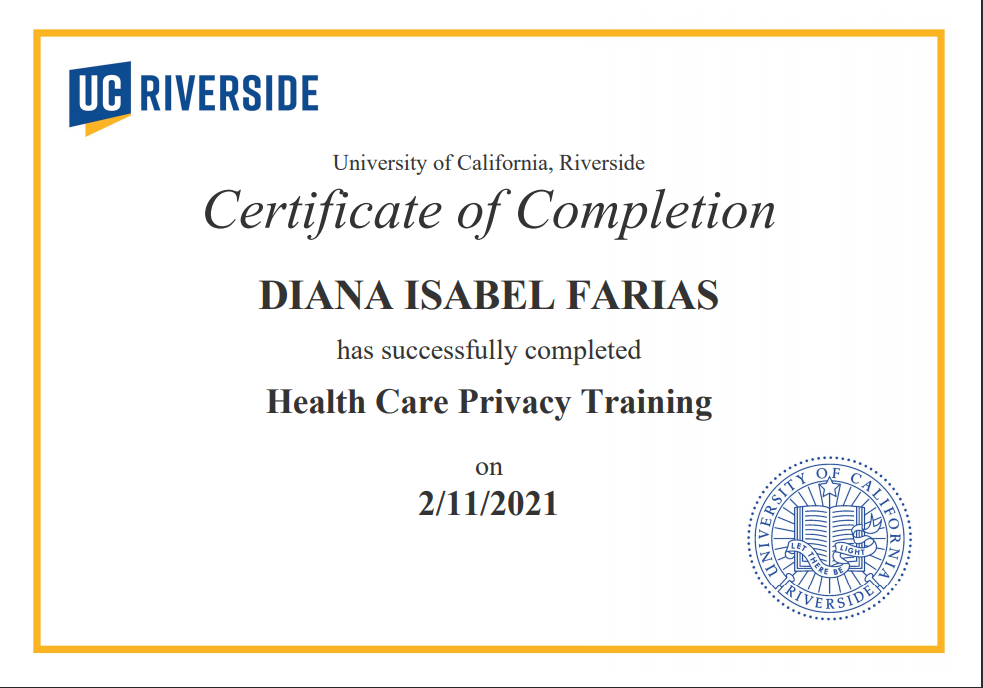 UC RIVERSIDE
University of California, Riverside
Certificate of Completion
DIANA ISABEL FARIAS
has successfully completed
Health Care Privacy Training
on
2/11/2021
UNIVERSITY OF CALIFORNIA
LET THERE BE LIGHT
RIVERSIDE